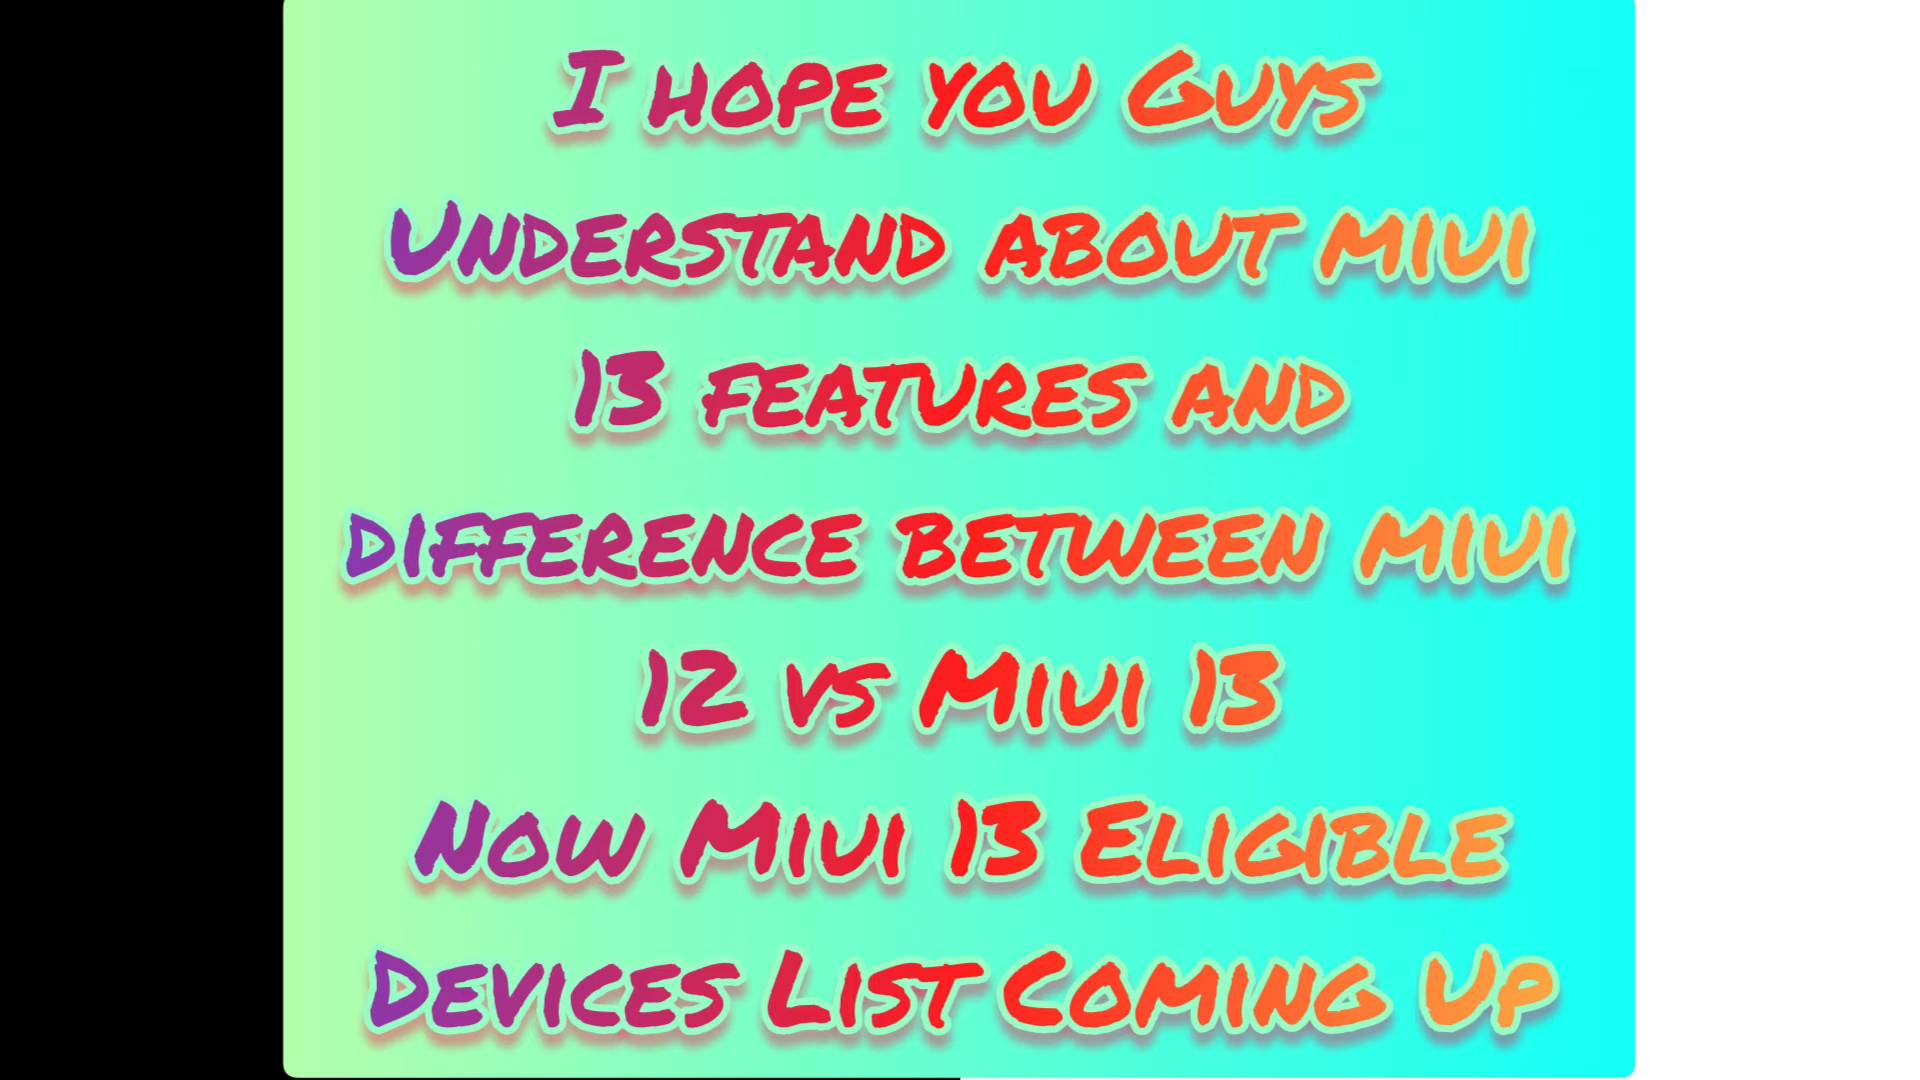 I hope you Guys
Understand about miui
13 features and
difference between miui
12 vs Miui 13
Now Miui 13 Eligible
Devices List Coming Up